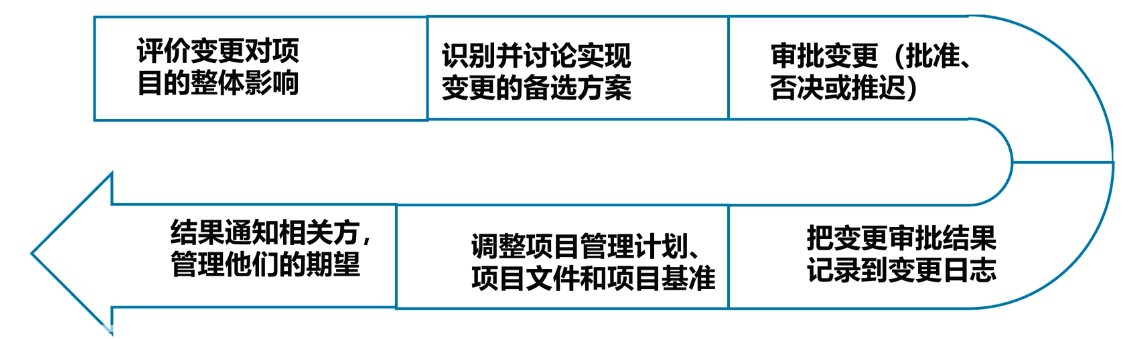 评价变更对项
目的整体影响
识别并讨论实现
变更的备选方案
审批变更（批准、
否决或推迟）
把变更审批结果
记录到变更日志
调整项目管理计划、
项目文件和项目基准
结果通知相关方，
管理他们的期望